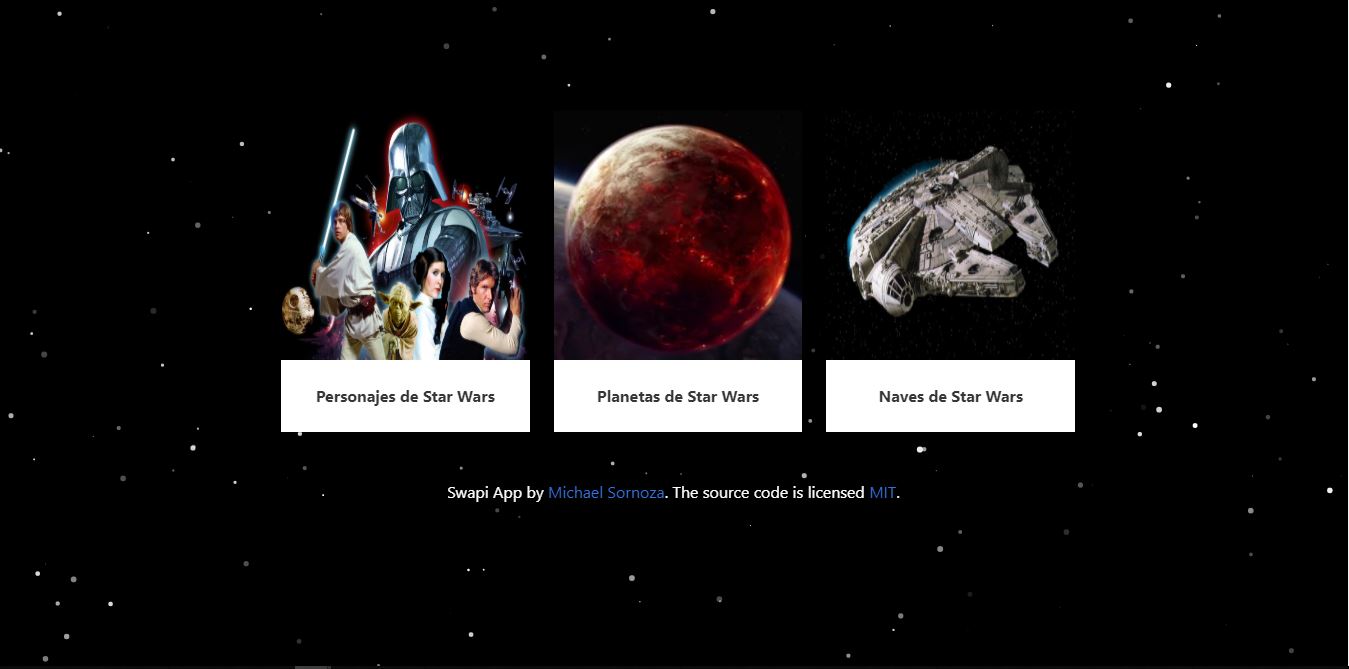 Personajes de Star Wars
Planetas de Star Wars
Naves de Star Wars
Swapi App by Michael Sornoza. The source code is licensed MIT.